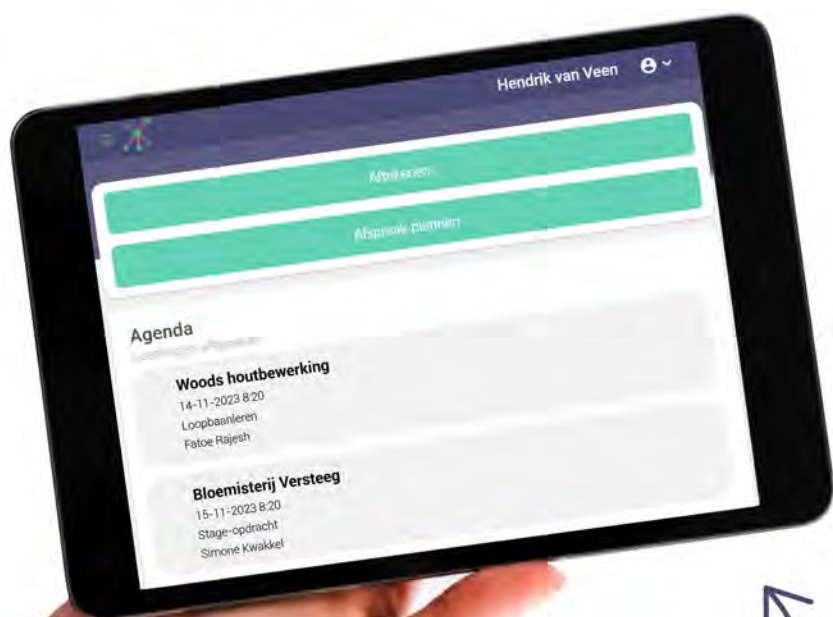 Hendrik van Veen
Afspraak plannen
Agenda
Woods houtbewerking
14-11-2023 8:20
Loopbaanleren
Fatoe Rajesh
Bloemisterij Versteeg
15-11-2023 8:20
Stage-opdracht
Simone Kwakkel